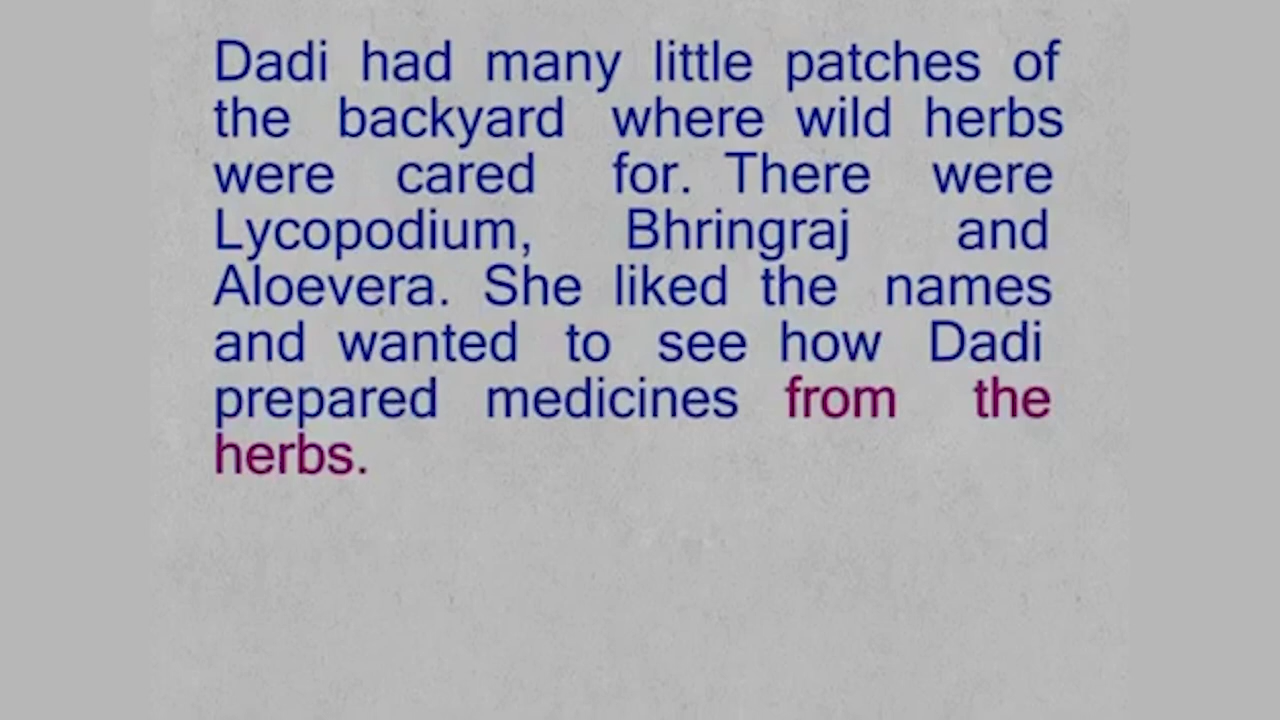 Dadi had many little patches of
the backyard where wild herbs
were cared for. There were
Lycopodium, Bhringraj and
Aloevera. She liked the names
and wanted to see how Dadi
prepared medicines from the
herbs.